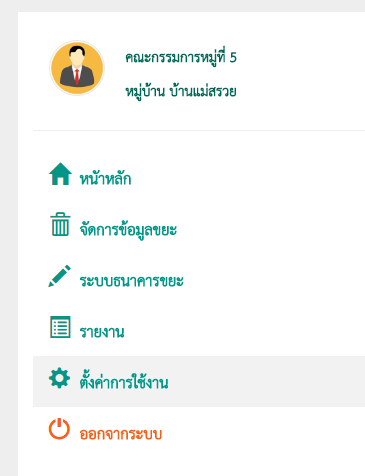 คณะกรรมการหมู่ที่ 5
หมู่บ้าน บ้านแม่สรวย
หน้าหลัก
จัดการข้อมูลขยะ
ระบบธนาคารขยะ
รายงาน
ตั้งค่าการใช้งาน
ออกจากระบบ